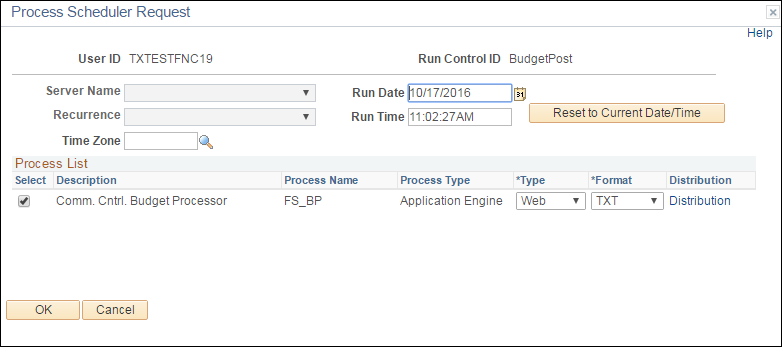 Process Scheduler Request
Help
User ID TXTESTFNC19 Run Control ID BudgetPost
Server Name Run Date 10/17/2016 31
Recurrence Run Time 11:02:27AM Reset to Current Date/Time
Time Zone
Process List
Select Description Process Name Process Type *Type *Format Distribution
Comm. Cntrl. Budget Processor FS_BP Application Engine Web TXT Distribution
OK Cancel